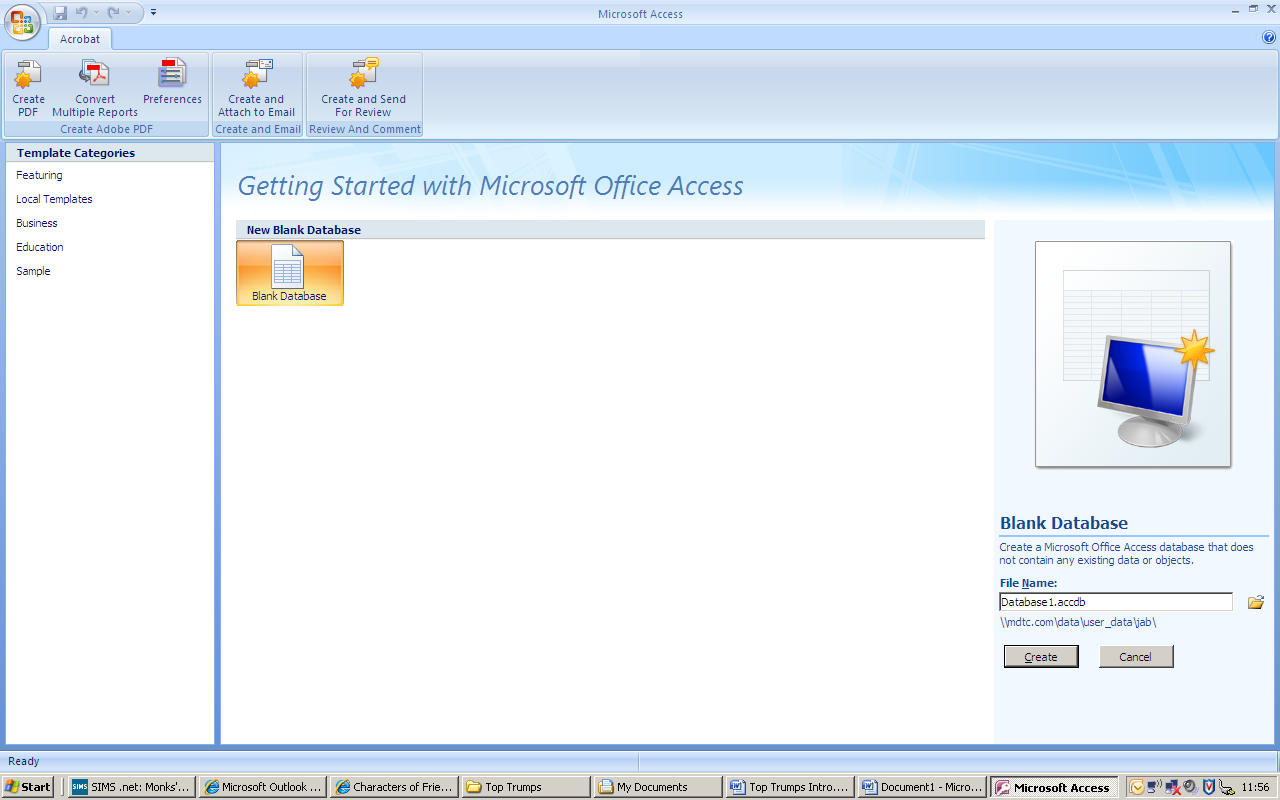 Microsoft Access
Acrobat
Create PDF
Convert Multiple Reports
Preferences
Create Adobe PDF
Create and Attach to Email
Create and Email
Create and Send For Review
Review And Comment
Template Categories
Featuring
Local Templates
Business
Education
Sample
Getting Started with Microsoft Office Access
New Blank Database
Blank Database
Blank Database
Create a Microsoft Office Access database that does
not contain any existing data or objects.
File Name:
Database1.accdb
\\mdtc.com\data\user_data\jab\
Create
Cancel
Ready
Start
SIMS
SIMS .net: Monks'...
Microsoft Outlook ...
Characters of Frie...
Top Trumps
My Documents
Top Trumps Intro....
Document1 - Micro...
Microsoft Access
11:56